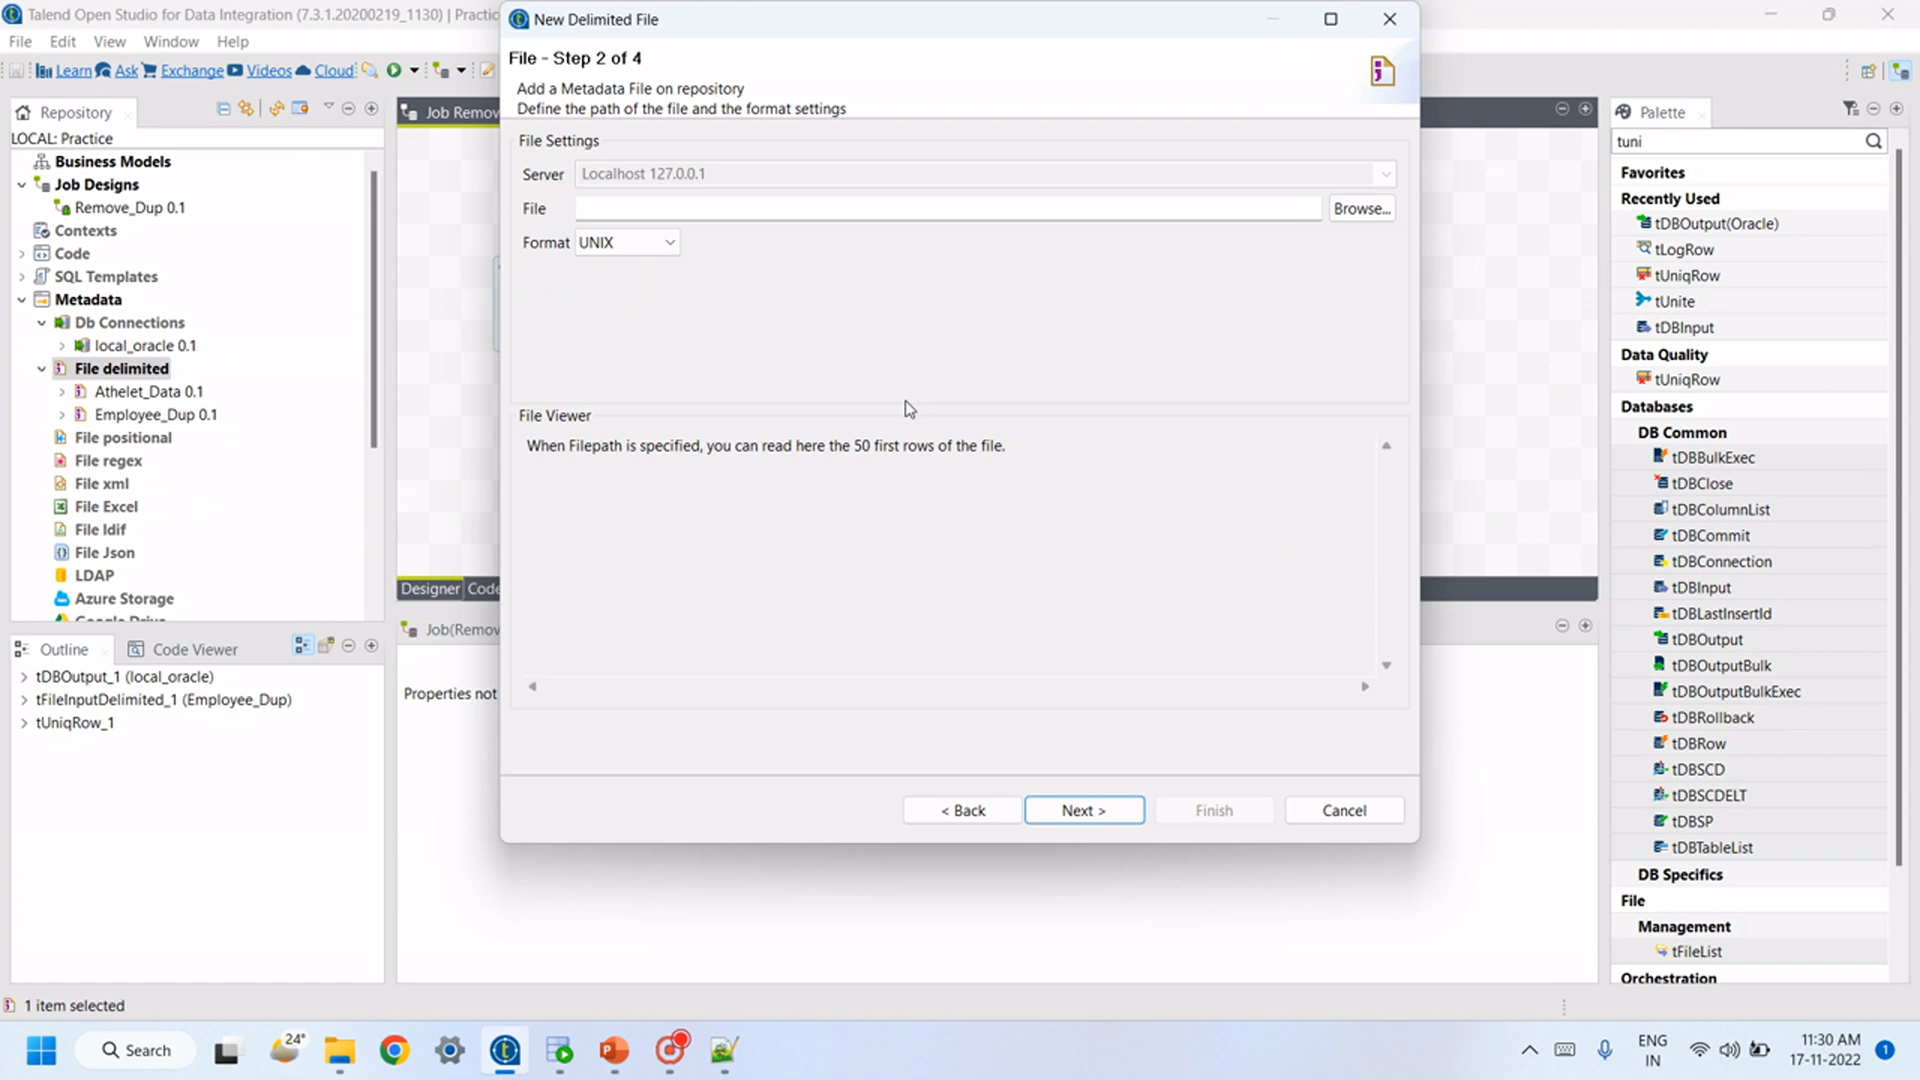 Talend Open Studio for Data Integration (7.3.1.20200219_1130) | Practic
New Delimited File
File Edit View Window Help
Learn Ask Exchange Videos Cloud
File - Step 2 of 4
Add a Metadata File on repository
Define the path of the file and the format settings
Repository
Job Remov
Palette
LOCAL: Practice
tuni
Business Models
Job Designs
Remove_Dup 0.1
Contexts
Code
SQL Templates
Metadata
Db Connections
local_oracle 0.1
File delimited
Athelet_Data 0.1
Employee_Dup 0.1
File positional
File regex
File xml
File Excel
File ldif
File Json
LDAP
Azure Storage
Google Drive
File Settings
Server Localhost 127.0.0.1
File Browse...
Format UNIX
File Viewer
When Filepath is specified, you can read here the 50 first rows of the file.
< Back Next > Finish Cancel
Designer Code
Job(Remov
Properties not
Favorites
Recently Used
tDBOutput(Oracle)
tLogRow
tUniqRow
tUnite
tDBInput
Data Quality
tUniqRow
Databases
DB Common
tDBBulkExec
tDBClose
tDBColumnList
tDBCommit
tDBConnection
tDBInput
tDBLastInsertId
tDBOutput
tDBOutputBulk
tDBOutputBulkExec
tDBRollback
tDBRow
tDBSCD
tDBSCDELT
tDBSP
tDBTableList
DB Specifics
File
Management
tFileList
Orchestration
Outline Code Viewer
tDBOutput_1 (local_oracle)
tFileInputDelimited_1 (Employee_Dup)
tUniqRow_1
1 item selected
Search
24°
ENG
IN
11:30 AM
17-11-2022
1